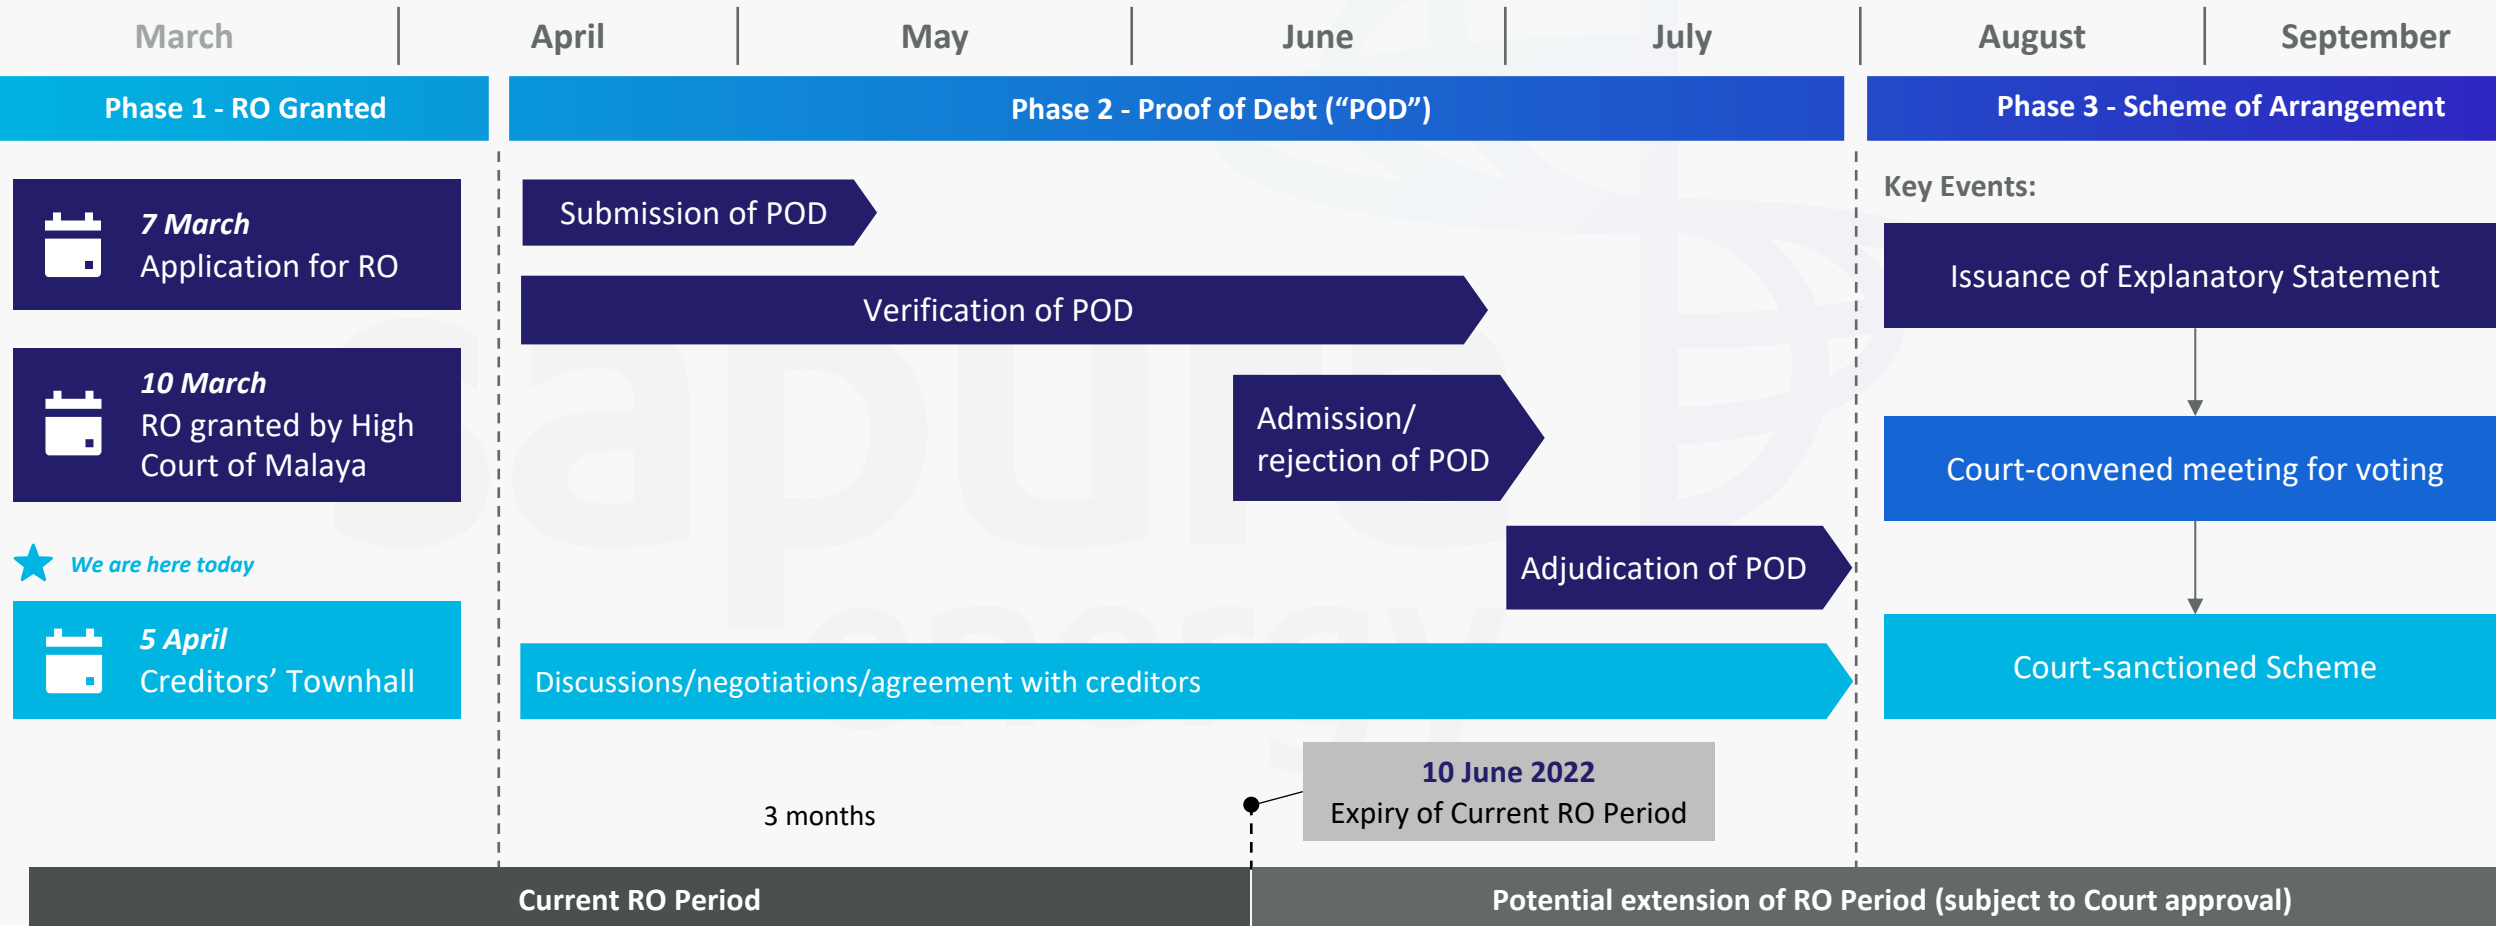 March
April
May
June
July
August
September
Phase 1 - RO Granted
Phase 2 - Proof of Debt (“POD”)
Phase 3 - Scheme of Arrangement
7 March
Application for RO
10 March
RO granted by High
Court of Malaya
We are here today
5 April
Creditors’ Townhall
Submission of POD
Verification of POD
Admission/
rejection of POD
Adjudication of POD
Discussions/negotiations/agreement with creditors
Key Events:
Issuance of Explanatory Statement
Court-convened meeting for voting
Court-sanctioned Scheme
3 months
10 June 2022
Expiry of Current RO Period
Current RO Period
Potential extension of RO Period (subject to Court approval)
sapura
energy